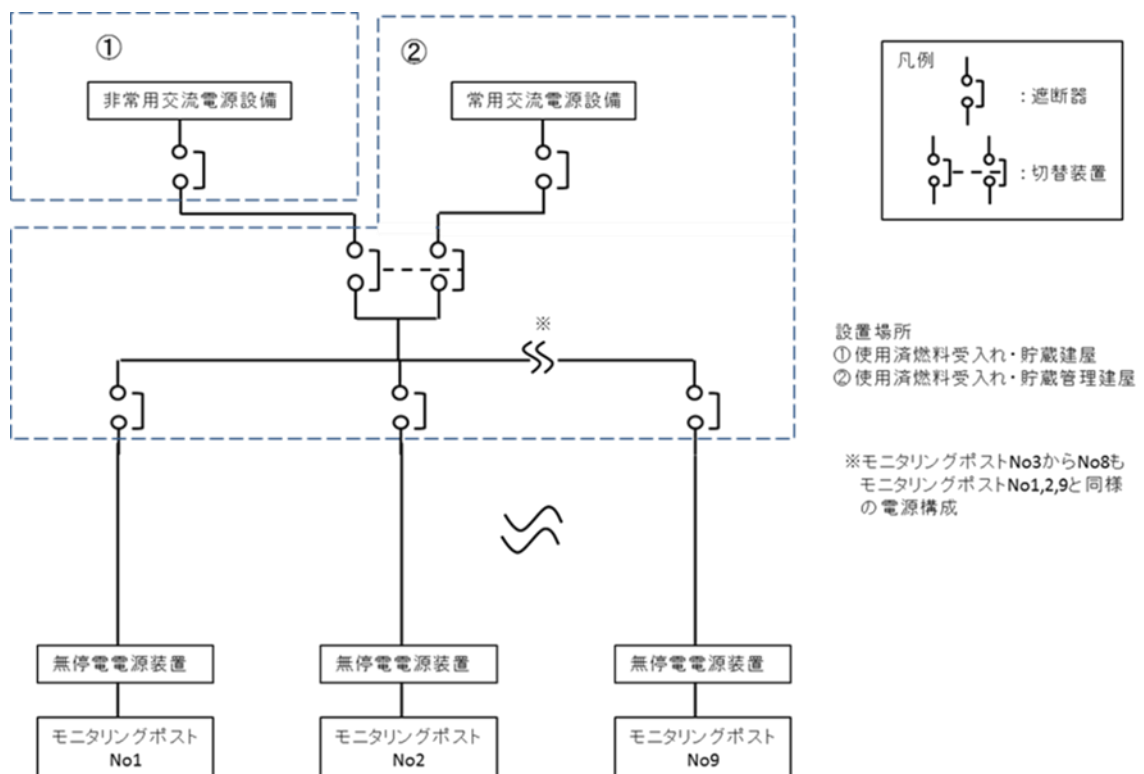 ①
②
非常用交流電源設備
常用交流電源設備
凡例
：遮断器
：切替装置
※
設置場所
①使用済燃料受入れ・貯蔵建屋
②使用済燃料受入れ・貯蔵管理建屋
※モニタリングポストNo3からNo8も
モニタリングポストNo1,2,9と同様
の電源構成
無停電電源装置
無停電電源装置
無停電電源装置
モニタリングポスト
No1
モニタリングポスト
No2
モニタリングポスト
No9